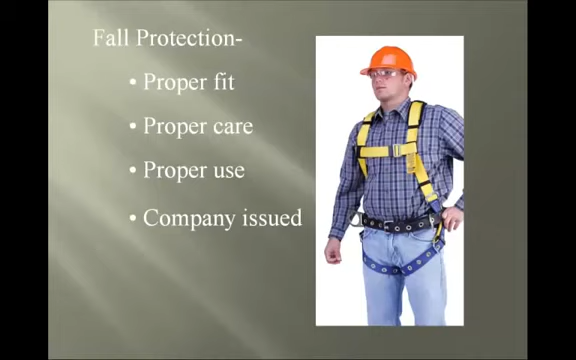 Fall Protection-
• Proper fit
• Proper care
• Proper use
• Company issued